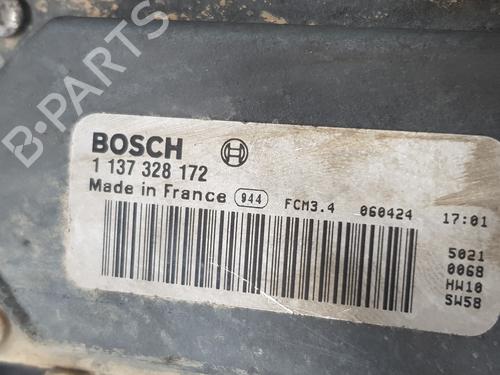 B-PARTS
BOSCH
1 137 328 172
Made in France 944 FCM3.4 060424 17:01
5021
0068
HW10
SW58